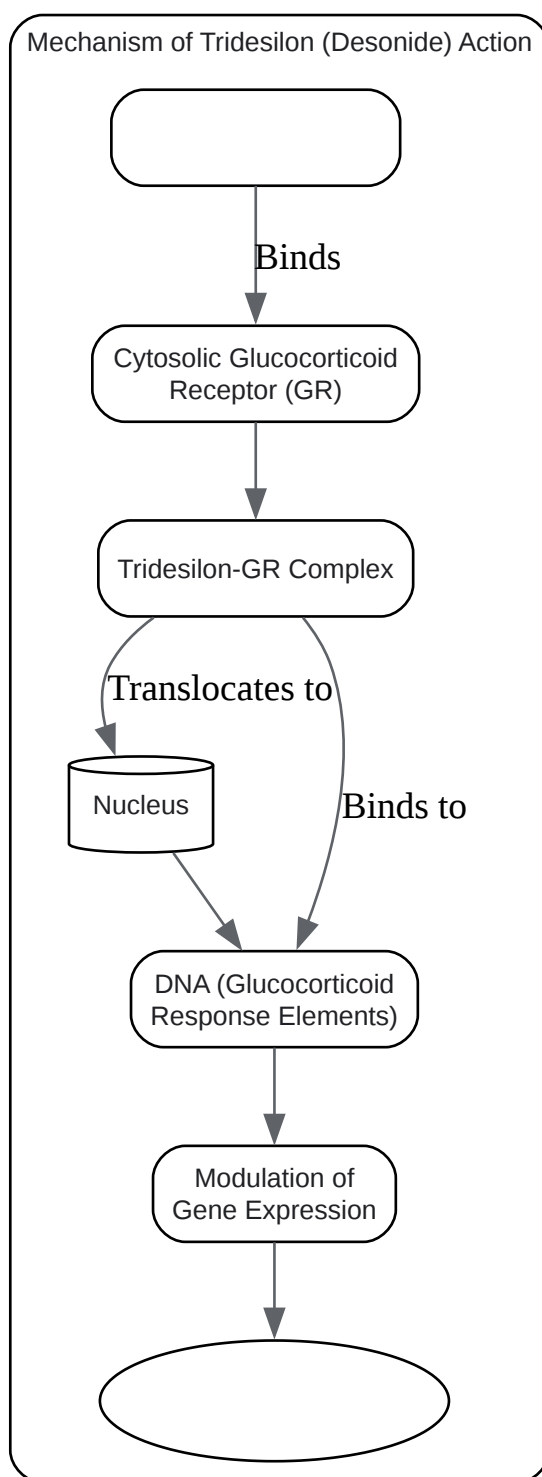 Mechanism of Tridesilon (Desonide) Action
Binds
Cytosolic Glucocorticoid
Receptor (GR)
Tridesilon-GR Complex
Translocates to
Nucleus
Binds to
DNA (Glucocorticoid
Response Elements)
Modulation of
Gene Expression